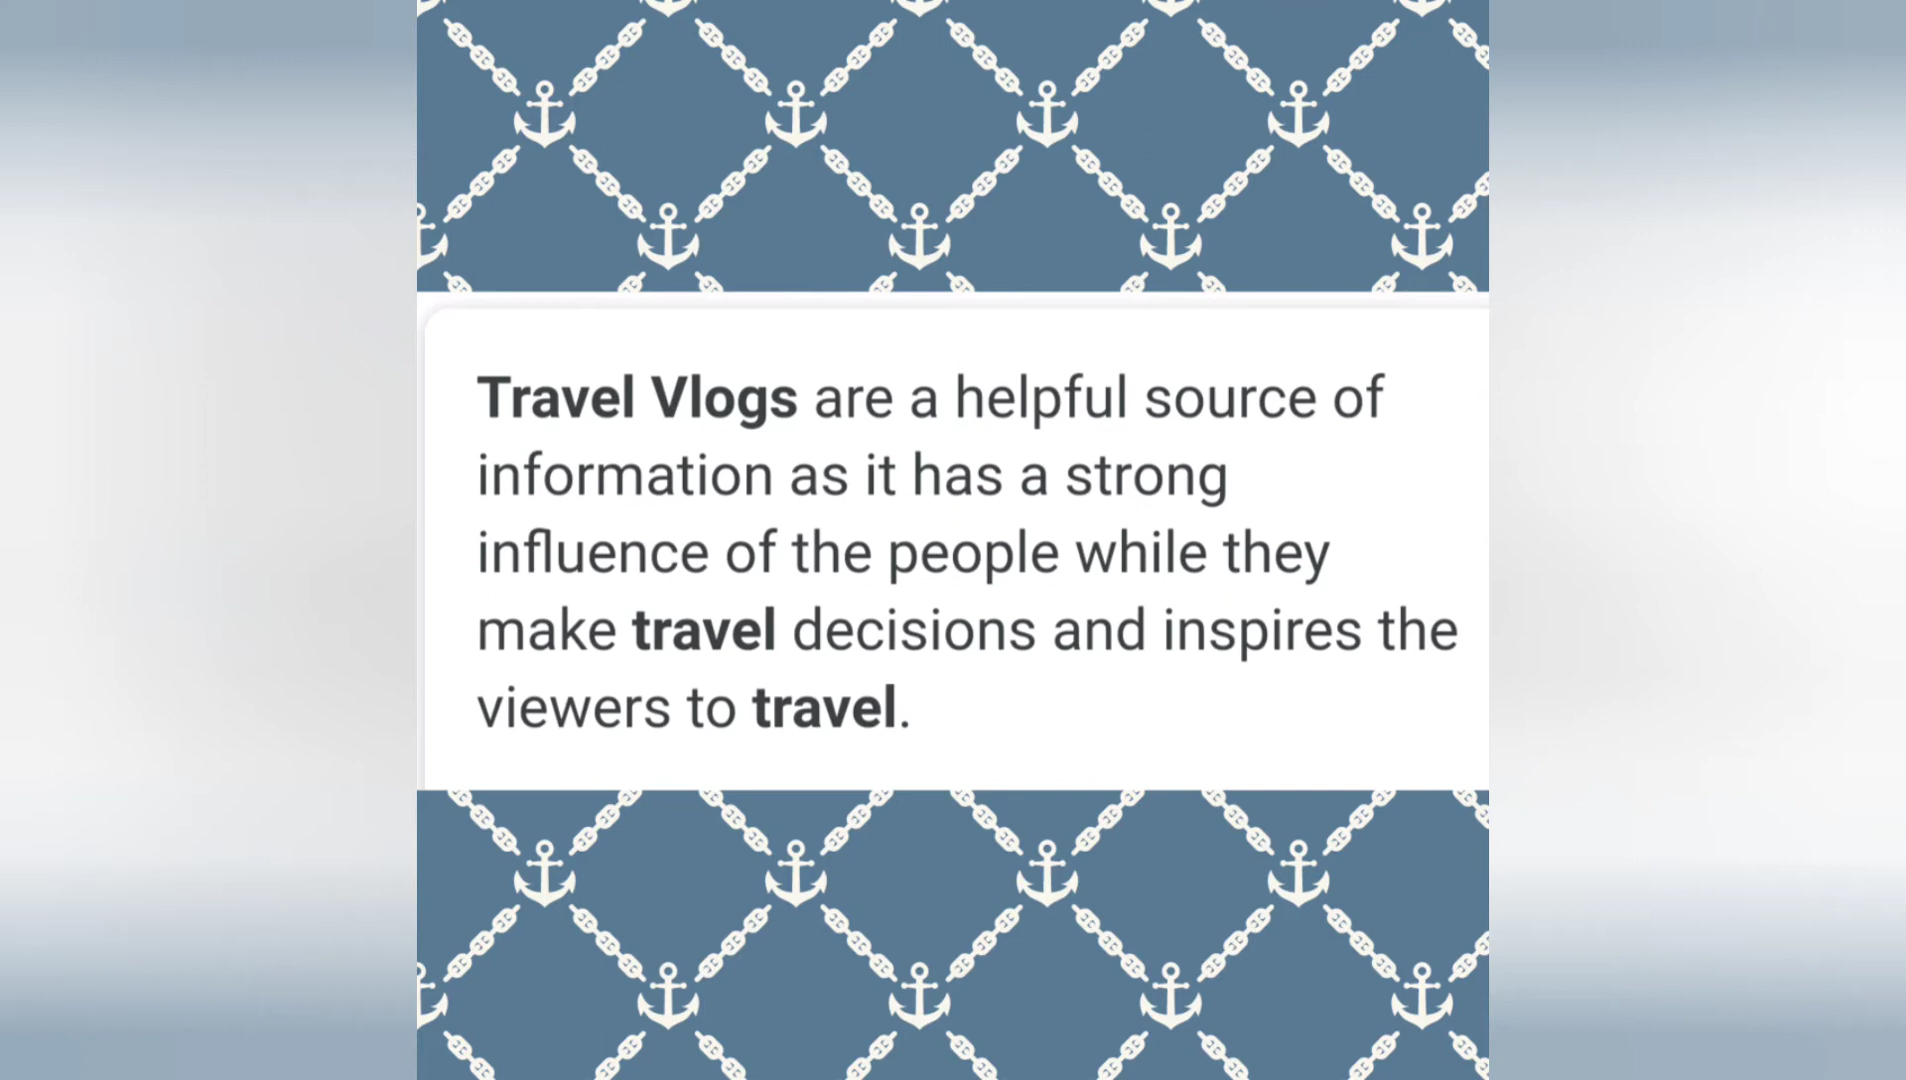 Travel Vlogs are a helpful source of
information as it has a strong
influence of the people while they
make travel decisions and inspires the
viewers to travel.